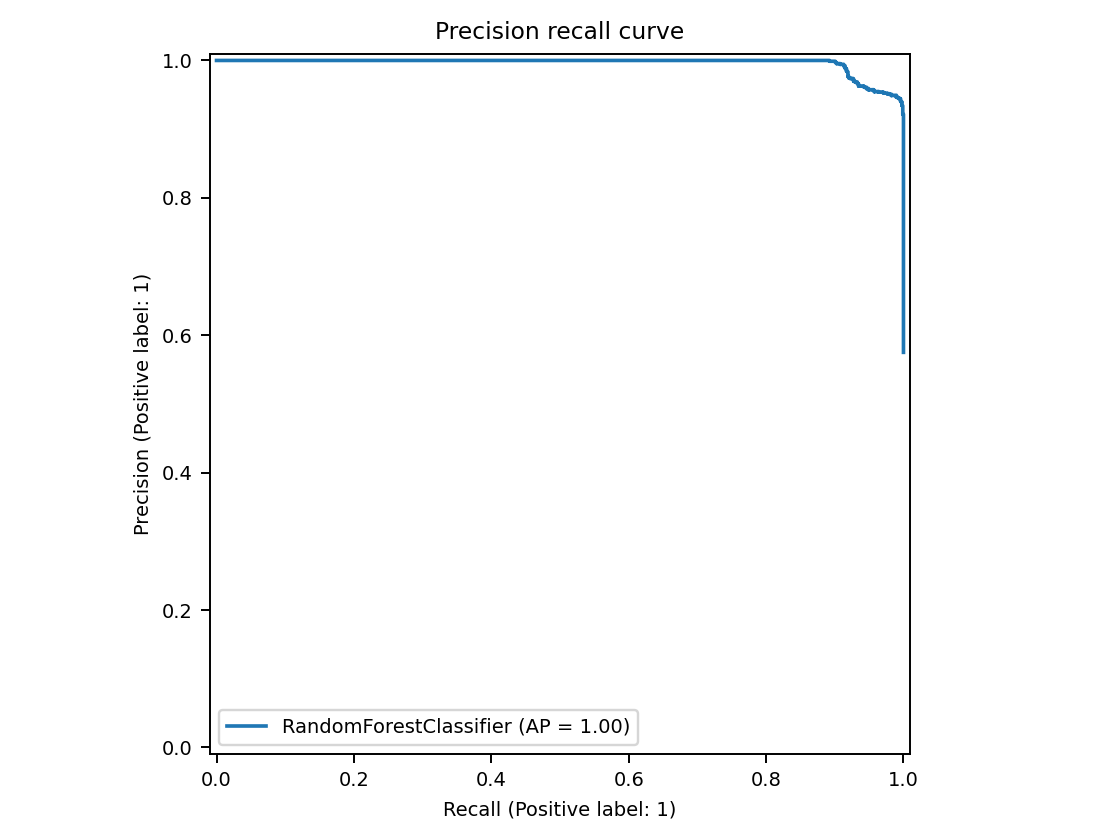 Precision recall curve
1.0
0.8
0.6
0.4
0.2
0.0
Precision (Positive label: 1)
RandomForestClassifier (AP = 1.00)
0.0 0.2 0.4 0.6 0.8 1.0
Recall (Positive label: 1)